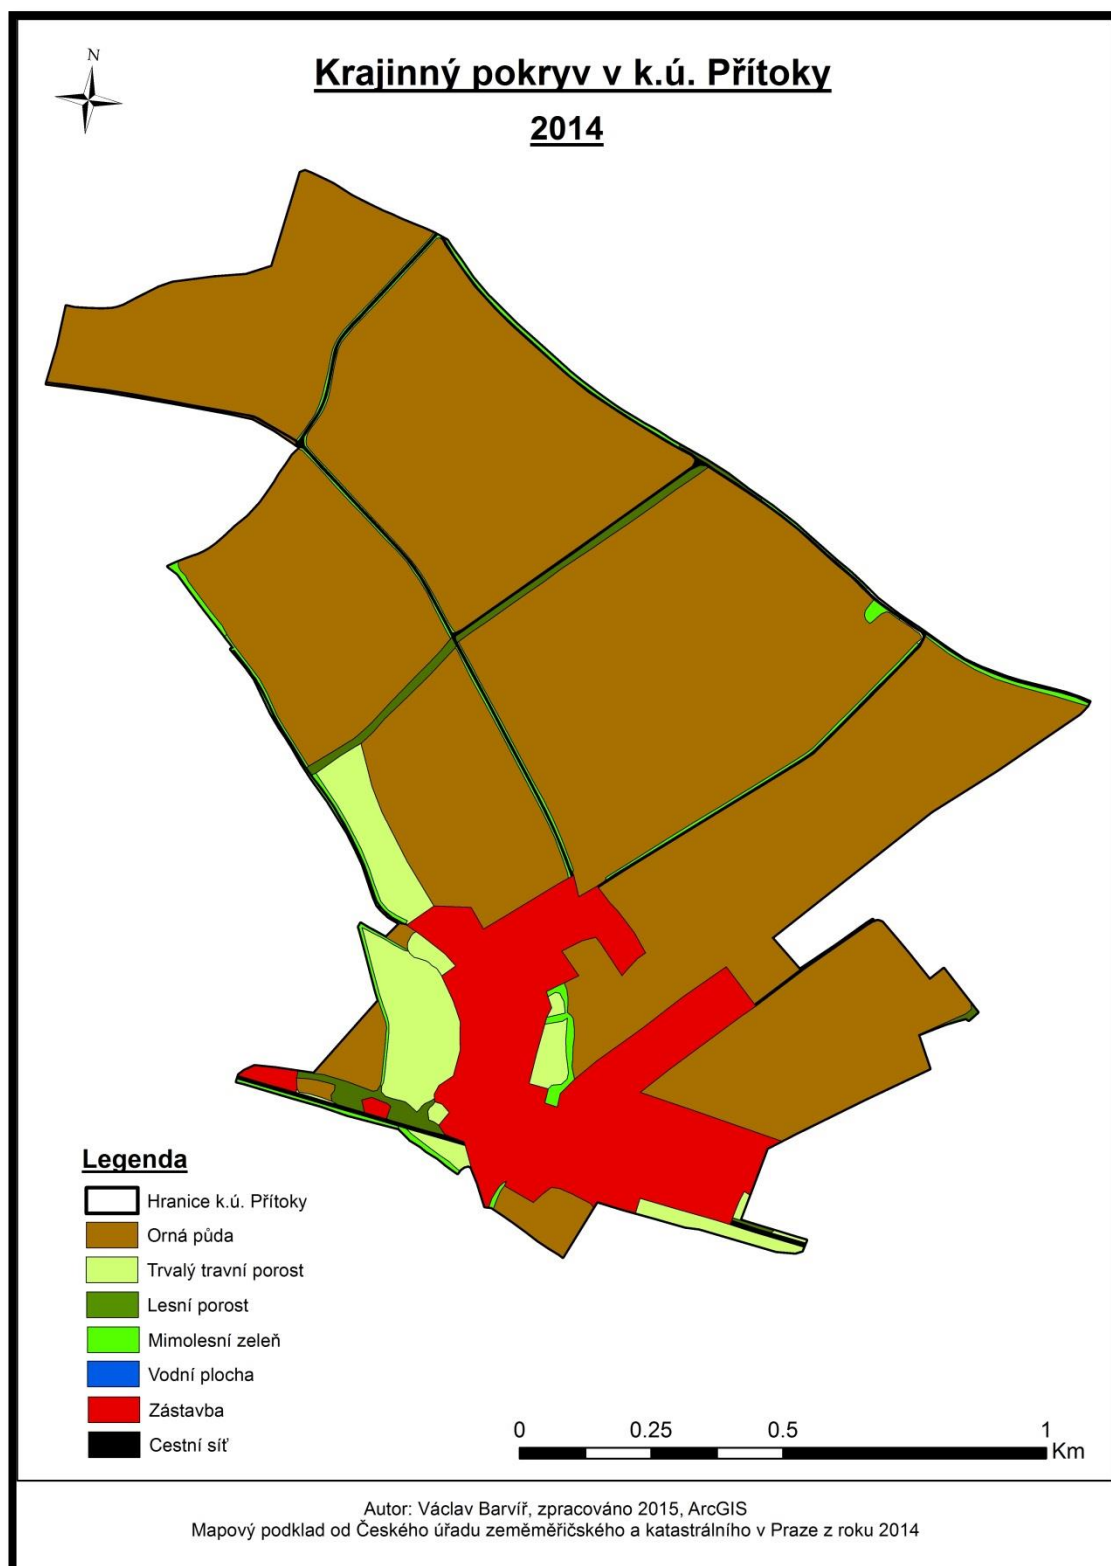 N
Krajinný pokryv v k.ú. Přítoky
2014
Legenda
Hranice k.ú. Přítoky
Orná půda
Trvalý travní porost
Lesní porost
Mimolesní zeleň
Vodní plocha
Zástavba
Cestní síť
0 0.25 0.5 1
Km
Autor: Václav Barvíř, zpracováno 2015, ArcGIS
Mapový podklad od Českého úřadu zeměměřičského a katastrálního v Praze z roku 2014